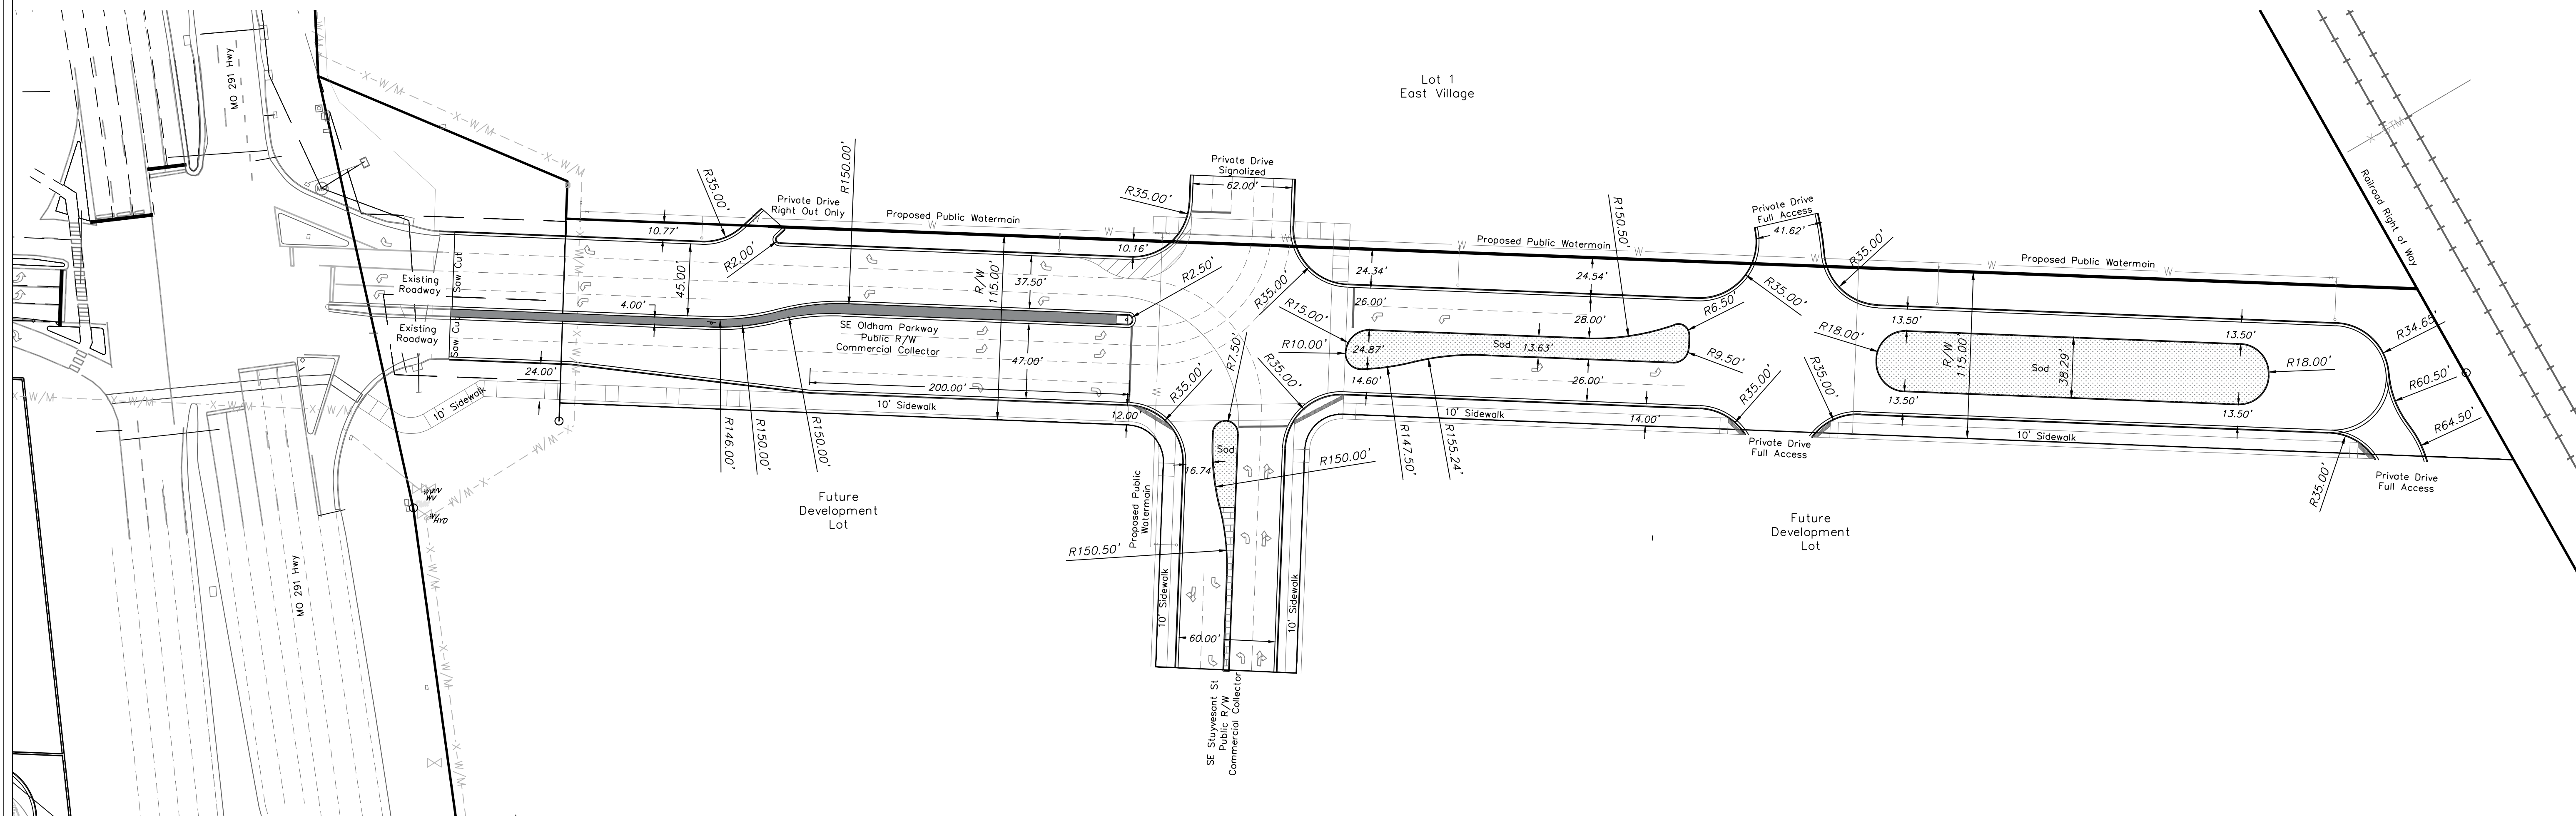 MO 291 Hwy
X-W/M
X-W/M
X-W/M
Lot 1
East Village
Private Drive
Signalized
62.00'
R35.00'
R35.00'
R150.00'
Private Drive
Right Out Only
Proposed Public Watermain
10.77'
R2.00'
10.16'
R2.50'
R/W
115.00'
37.50'
45.00'
4.00'
Saw Cut
Saw Cut
Existing
Roadway
Existing
Roadway
SE Oldham Parkway
Public R/W
Commercial Collector
47.00'
200.00'
24.00'
10' Sidewalk
10' Sidewalk
12.00'
R35.00'
R146.00'
R150.00'
R150.00'
Future
Development
Lot
MO 291 Hwy
WV
HYD
R7.50'
R35.00'
Sod
16.74'
R150.00'
R150.50'
Proposed Public
Watermain
10' Sidewalk
10' Sidewalk
60.00'
SE Stuyvesant St
Public R/W
Commercial Collector
R35.00'
24.34'
26.00'
R15.00'
R10.00'
24.87'
14.60'
Sod
13.63'
R150.50'
Proposed Public Watermain
24.54'
28.00'
26.00'
R6.50'
R9.50'
R147.50'
R155.24'
10' Sidewalk
14.00'
R35.00'
Private Drive
Full Access
41.62'
R35.00'
R35.00'
R35.00'
Private Drive
Full Access
Proposed Public Watermain
R18.00'
13.50'
13.50'
R/W
115.00'
Sod
38.29'
13.50'
13.50'
R18.00'
10' Sidewalk
R34.65'
R60.50'
R64.50'
R35.00'
Private Drive
Full Access
Future
Development
Lot
Railroad Right of Way